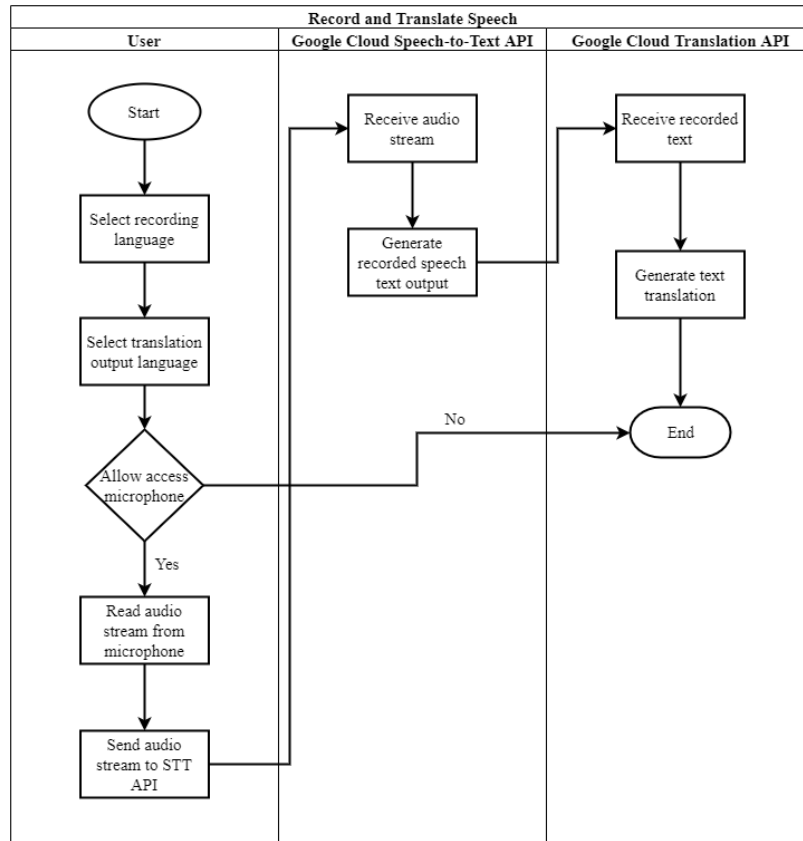 Record and Translate Speech
User
Google Cloud Speech-to-Text API
Google Cloud Translation API
Start
Select recording
language
Select translation
output language
Allow access
microphone
No
Yes
Read audio
stream from
microphone
Send audio
stream to STT
API
Receive audio
stream
Generate
recorded speech
text output
Receive recorded
text
Generate text
translation
End